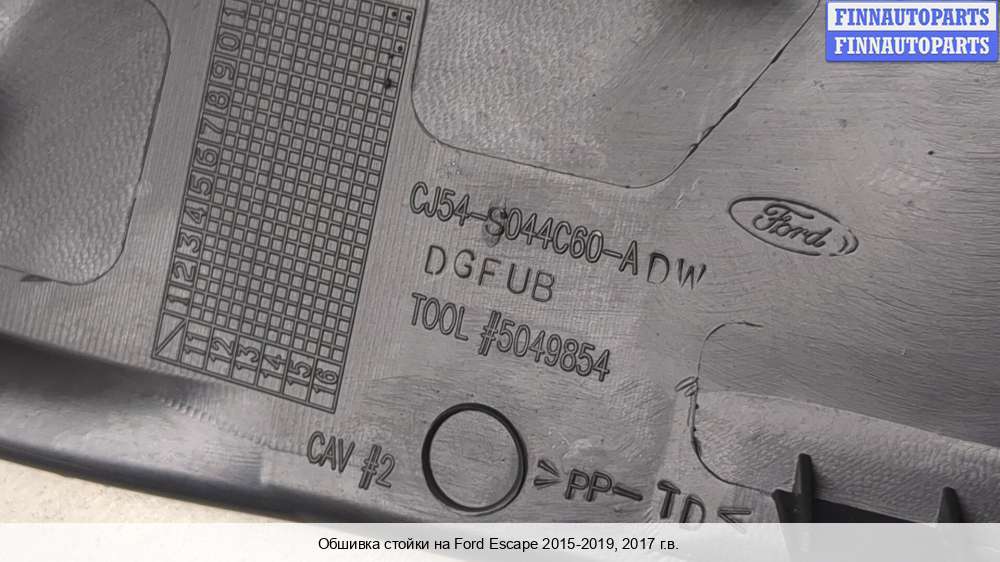 FINNAUTOPARTS
FINNAUTOPARTS
1 2 3 4 5 6 7 8 9 10
11
12
13
14
15
16
CJ54-S044C60-ADW
Ford
DGFUB
TOOL #5049854
CAV #2
>PP-TD<
Обшивка стойки на Ford Escape 2015-2019, 2017 г.в.